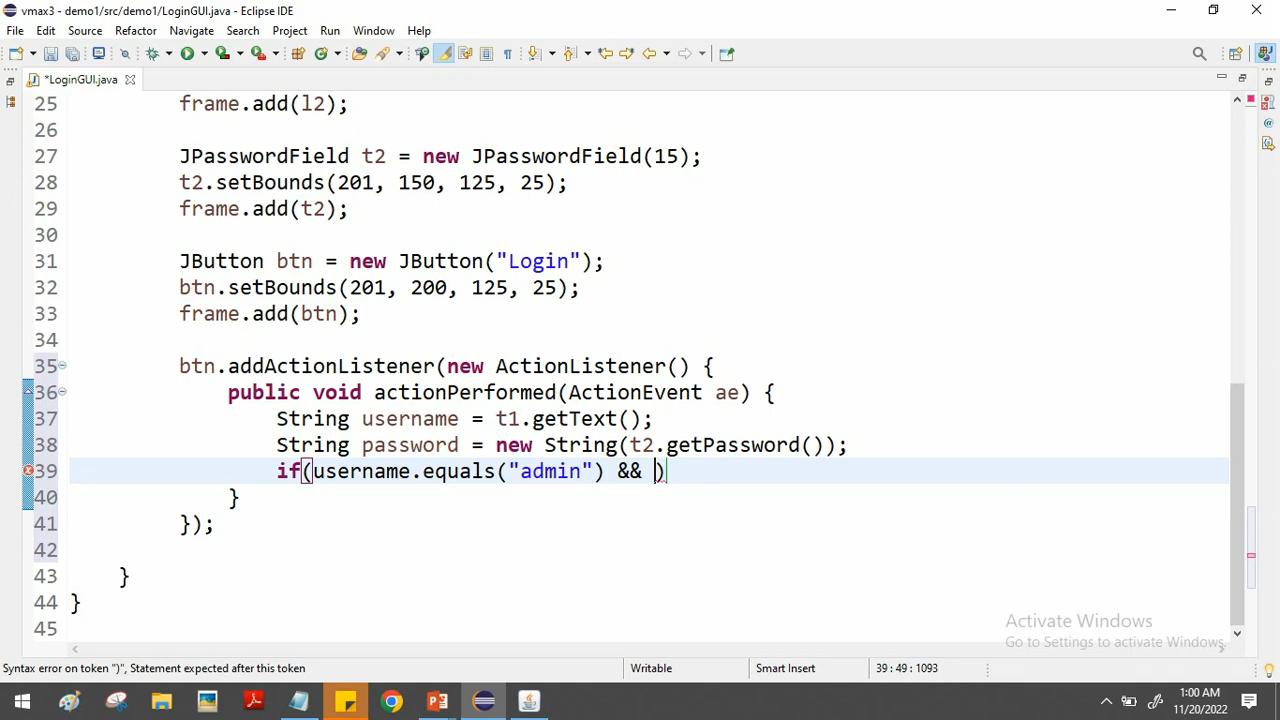 vmax3 - demo1/src/demo1/LoginGUI.java - Eclipse IDE
File Edit Source Refactor Navigate Search Project Run Window Help
*LoginGUI.java
25 frame.add(l2);
26
27 JPasswordField t2 = new JPasswordField(15);
28 t2.setBounds(201, 150, 125, 25);
29 frame.add(t2);
30
31 JButton btn = new JButton("Login");
32 btn.setBounds(201, 200, 125, 25);
33 frame.add(btn);
34
35 btn.addActionListener(new ActionListener() {
36 public void actionPerformed(ActionEvent ae) {
37 String username = t1.getText();
38 String password = new String(t2.getPassword());
39 if(username.equals("admin") && )
40 }
41 });
42
43 }
44 }
45
Activate Windows
Go to Settings to activate Windows.
Syntax error on token ")", Statement expected after this token Writable Smart Insert 39 : 49 : 1093
1:00 AM
11/20/2022